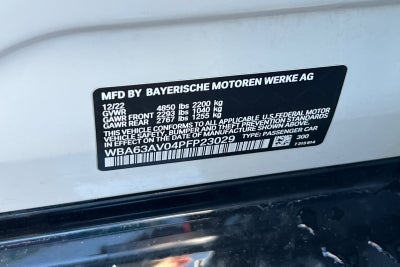 MFD BY BAYERISCHE MOTOREN WERKE AG
12/22
GVWR 4850 lbs 2200 kg
GAWR FRONT 2293 lbs 1040 kg
GAWR REAR 2767 lbs 1255 kg
THIS VEHICLE CONFORMS TO ALL APPLICABLE U.S.FEDERAL MOTOR
VEHICLE SAFETY, BUMPER AND THEFT PREVENTION STANDARDS
IN EFFECT ON THE DATE OF MANUFACTURE SHOWN ABOVE.
WBA63AV04PFP23029 TYPE: PASSENGER CAR
300